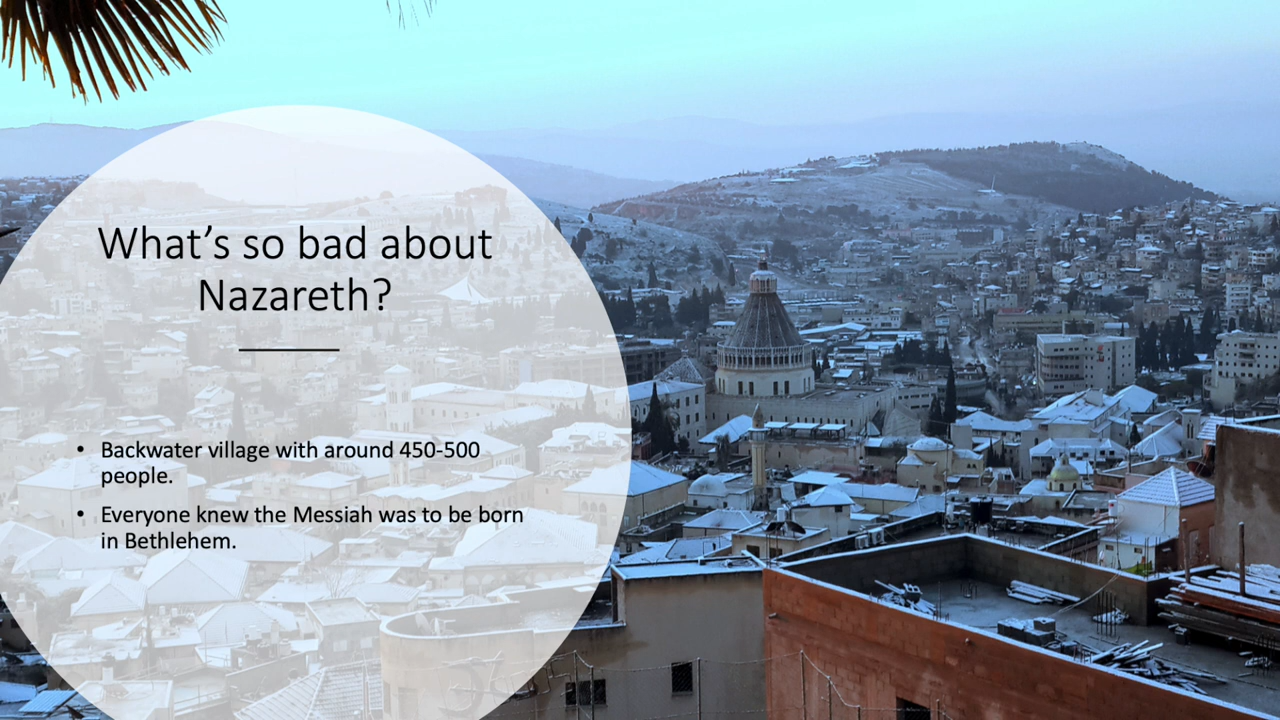 What’s so bad about
Nazareth?
• Backwater village with around 450-500
people.
• Everyone knew the Messiah was to be born
in Bethlehem.